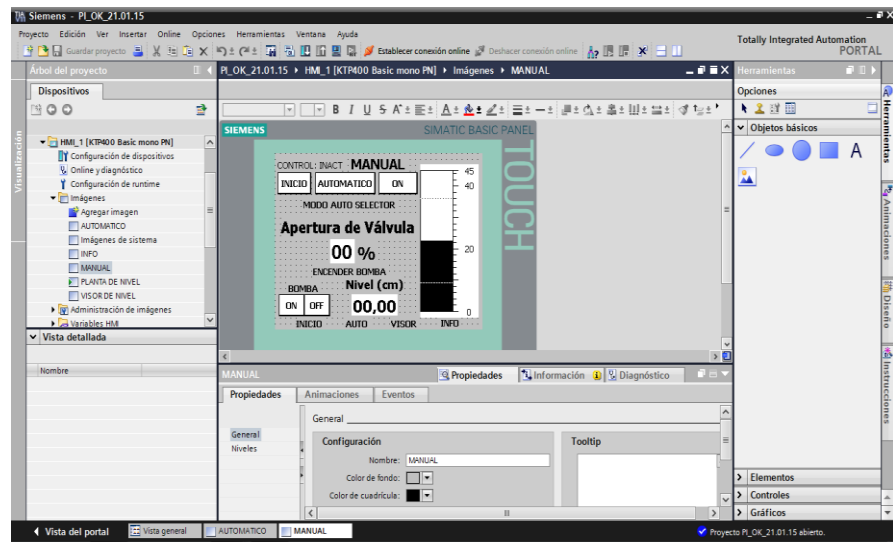 Siemens - PI_OK_21.01.15
Proyecto Edición Ver Insertar Online Opciones Herramientas Ventana Ayuda
Guardar proyecto
Establecer conexión online
Deshacer conexión online
Totally Integrated Automation
PORTAL
Árbol del proyecto
PI_OK_21.01.15 HMI_1 [KTP400 Basic mono PN] Imágenes MANUAL
Herramientas
Dispositivos
Opciones
B I U S A
Visualización
HMI_1 [KTP400 Basic mono PN]
Configuración de dispositivos
Online y diagnóstico
Configuración de runtime
Imágenes
Agregar imagen
AUTOMATICO
Imágenes de sistema
INFO
MANUAL
PLANTA DE NIVEL
VISOR DE NIVEL
Administración de imágenes
Variables HMI
Vista detallada
Nombre
SIEMENS
SIMATIC BASIC PANEL
TOUCH
CONTROL: INACT MANUAL
INICIO AUTOMATICO ON
MODO AUTO SELECTOR
Apertura de Válvula
00 %
ENCENDER BOMBA
BOMBA Nivel (cm)
ON OFF 00,00
INICIO AUTO VISOR INFO
45
40
20
0
Objetos básicos
A
Elementos
Controles
Gráficos
Herramientas
Animaciones
Diseño
Instrucciones
MANUAL
Propiedades Información Diagnóstico
Propiedades Animaciones Eventos
General
Niveles
General
Configuración
Nombre: MANUAL
Color de fondo:
Color de cuadrícula:
Tooltip
Vista del portal
Vista general
AUTOMATICO
MANUAL
Proyecto PI_OK_21.01.15 abierto.